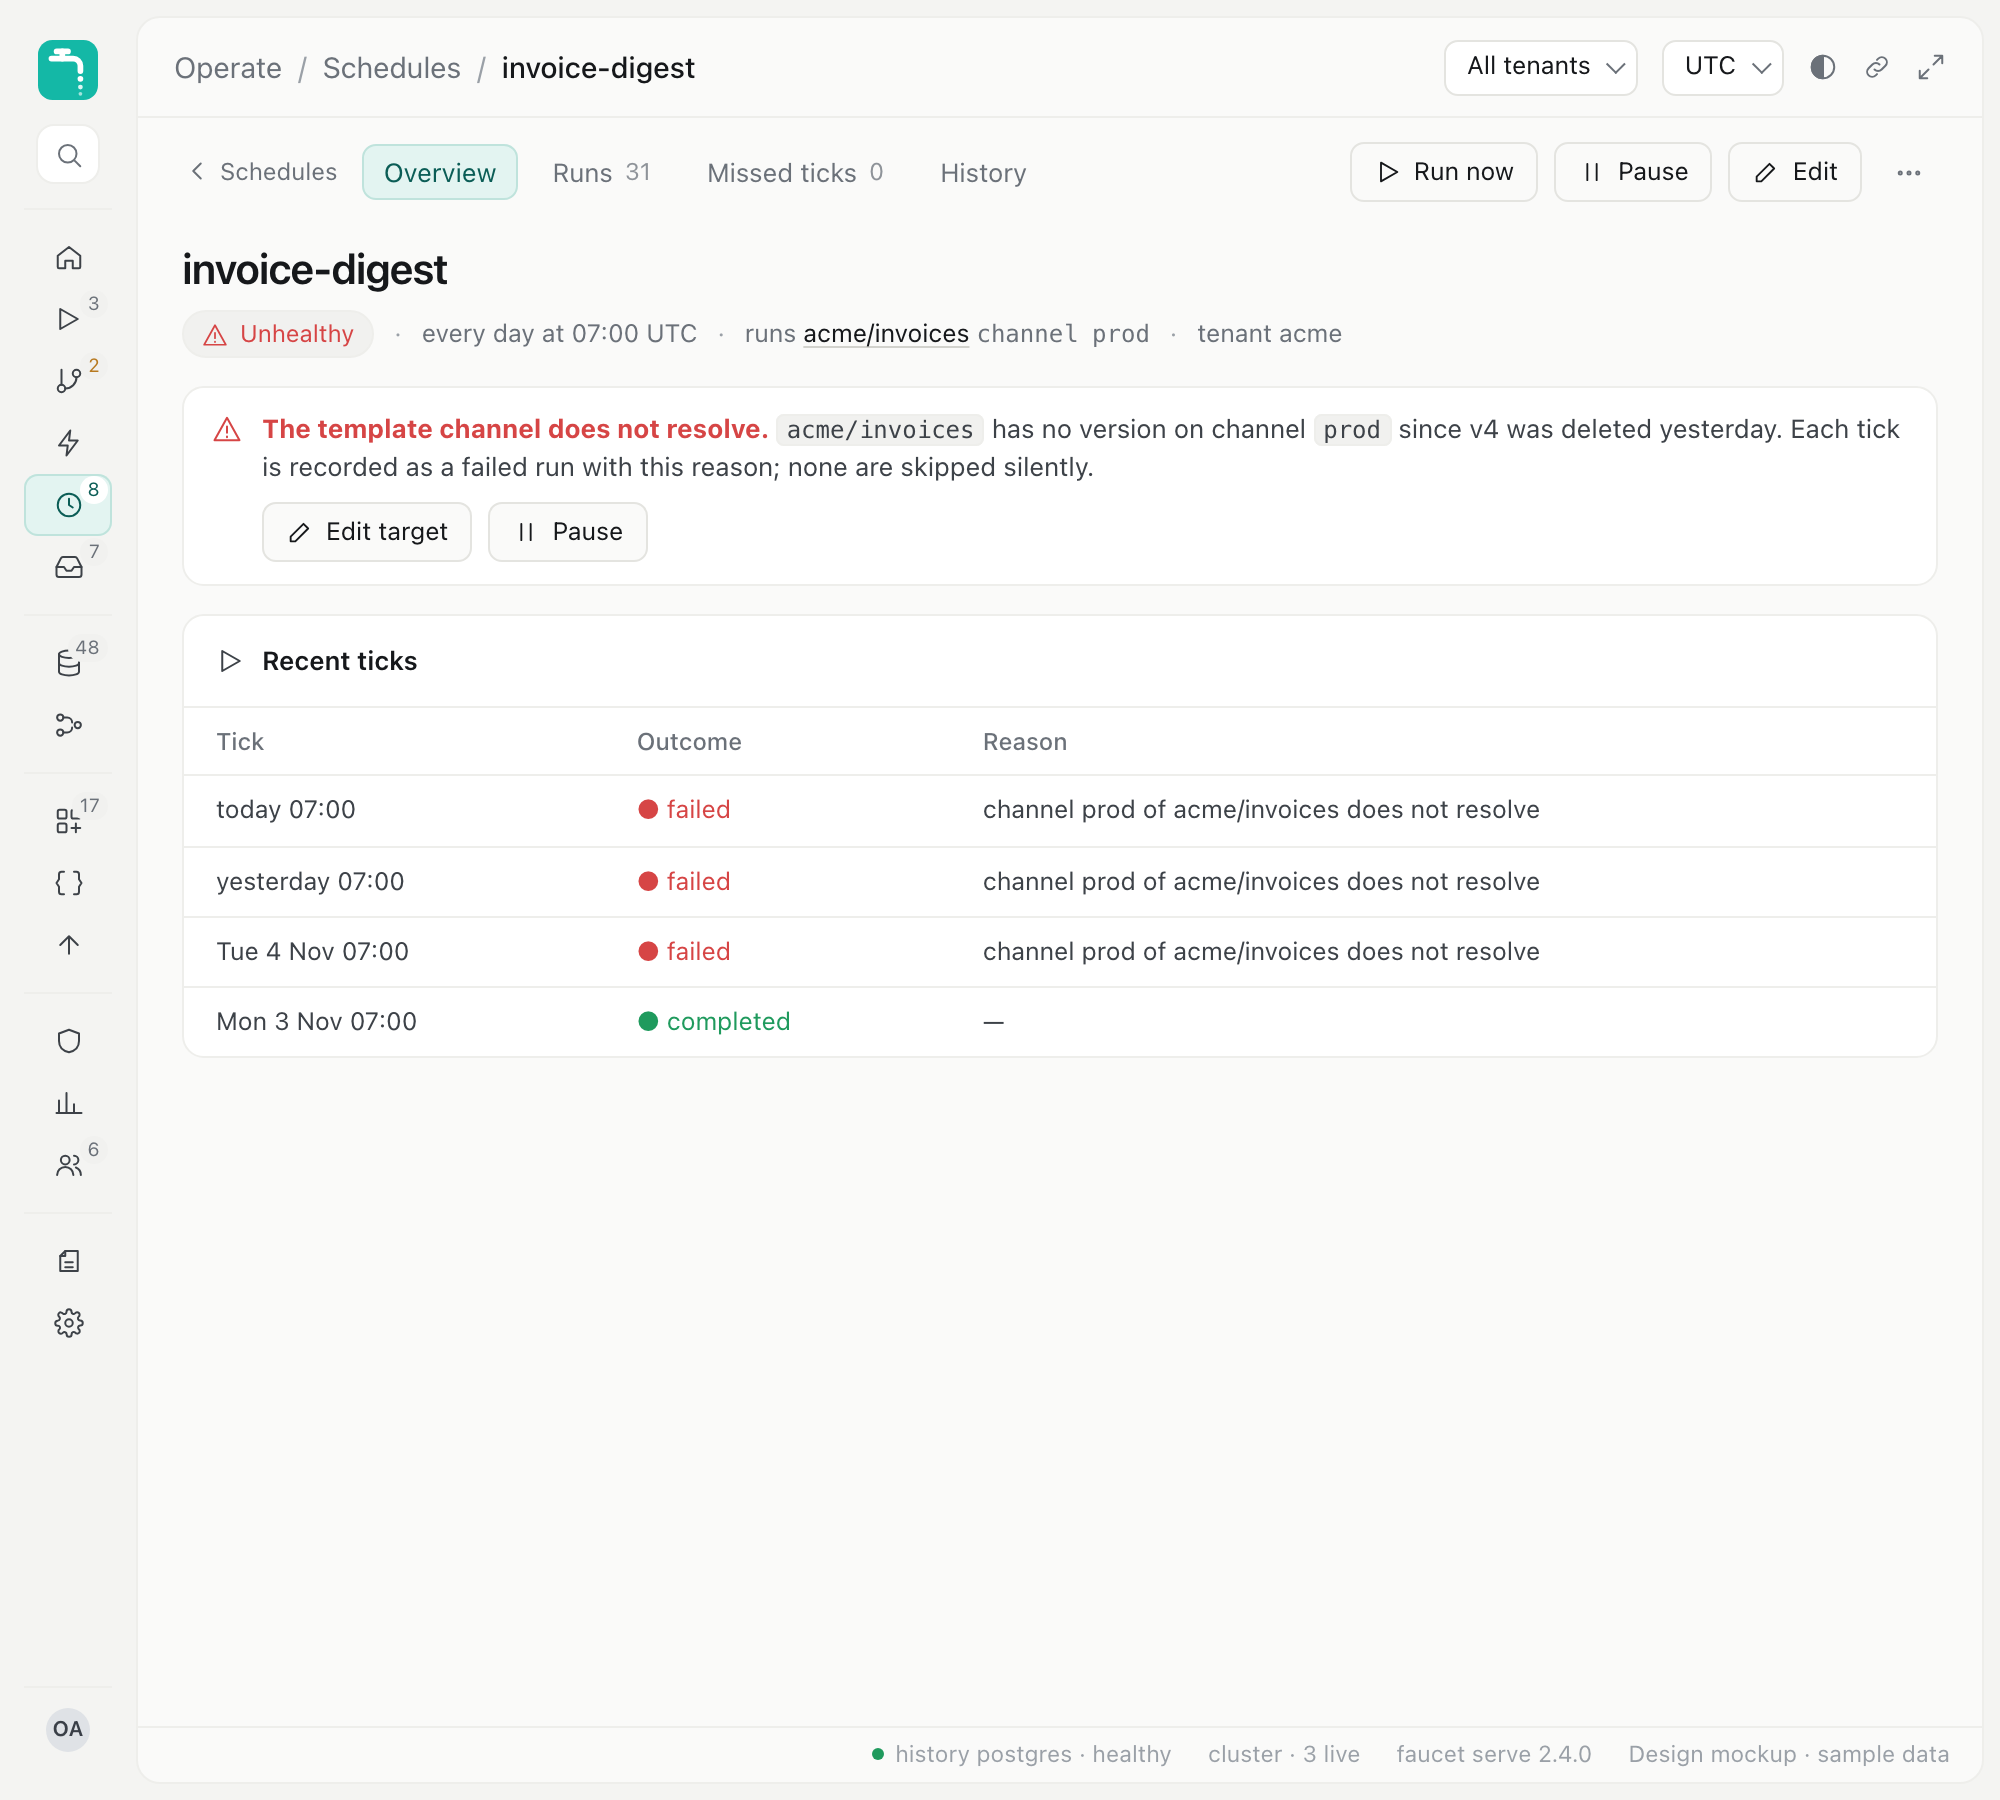 Operate / Schedules / invoice-digest
All tenants
UTC
Schedules
Overview
Runs 31
Missed ticks 0
History
Run now
Pause
Edit
3
2
8
7
48
17
6
OA
invoice-digest
Unhealthy · every day at 07:00 UTC · runs acme/invoices channel prod · tenant acme
The template channel does not resolve. acme/invoices has no version on channel prod since v4 was deleted yesterday. Each tick
is recorded as a failed run with this reason; none are skipped silently.
Edit target
Pause
Recent ticks
Tick Outcome Reason
today 07:00 failed channel prod of acme/invoices does not resolve
yesterday 07:00 failed channel prod of acme/invoices does not resolve
Tue 4 Nov 07:00 failed channel prod of acme/invoices does not resolve
Mon 3 Nov 07:00 completed —
history postgres · healthy cluster · 3 live faucet serve 2.4.0 Design mockup · sample data